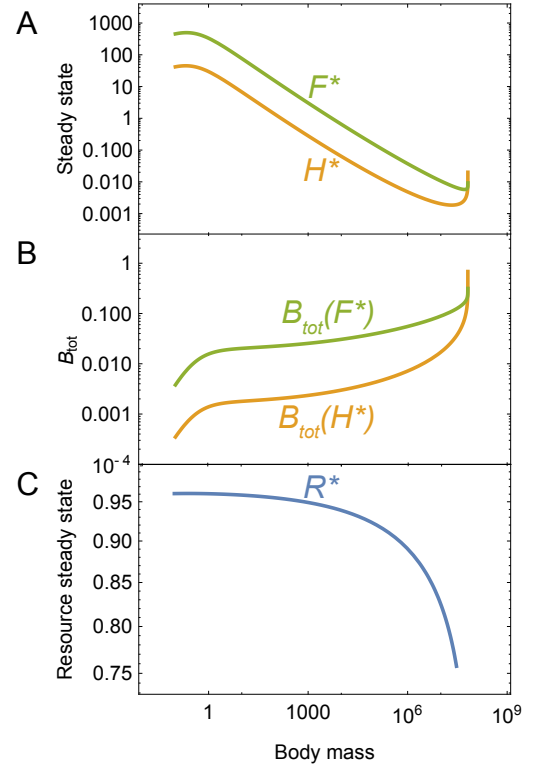 A
Steady state
1000
100
10
1
0.100
0.010
0.001
F*
H*
B
B_tot
1
0.100
0.010
0.001
10^-4
B_tot(F*)
B_tot(H*)
C
Resource steady state
0.95
0.90
0.85
0.80
0.75
R*
1
1000
10^6
10^9
Body mass